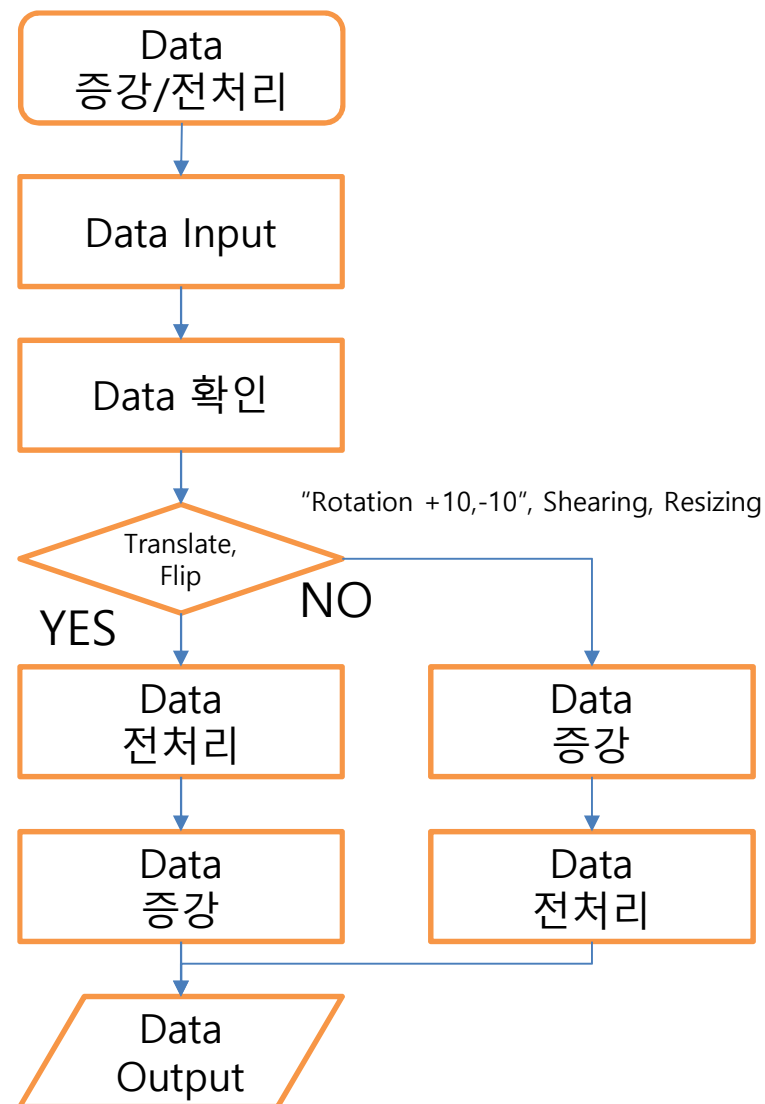 Data
증강/전처리
Data Input
Data 확인
“Rotation +10,-10”, Shearing, Resizing
Translate,
Flip
NO
YES
Data
전처리
Data
증강
Data
증강
Data
전처리
Data
Output